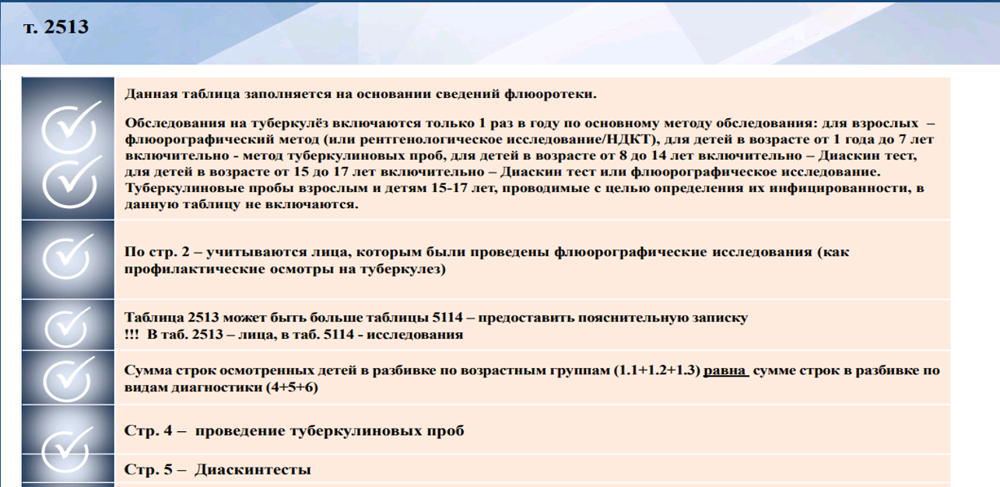 т. 2513
Данная таблица заполняется на основании сведений флюоротеки.
Обследования на туберкулёз включаются только 1 раз в году по основному методу обследования: для взрослых –
флюорографический метод (или рентгенологическое исследование/НДКТ), для детей в возрасте от 1 года до 7 лет
включительно - метод туберкулиновых проб, для детей в возрасте от 8 до 14 лет включительно – Диаскин тест,
для детей в возрасте от 15 до 17 лет включительно – Диаскин тест или флюорографическое исследование.
Туберкулиновые пробы взрослым и детям 15-17 лет, проводимые с целью определения их инфицированности, в
данную таблицу не включаются.
По стр. 2 – учитываются лица, которым были проведены флюорографические исследования (как
профилактические осмотры на туберкулез)
Таблица 2513 может быть больше таблицы 5114 – предоставить пояснительную записку
!!! В таб. 2513 – лица, в таб. 5114 - исследования
Сумма строк осмотренных детей в разбивке по возрастным группам (1.1+1.2+1.3) равна сумме строк в разбивке по
видам диагностики (4+5+6)
Стр. 4 – проведение туберкулиновых проб
Стр. 5 – Диаскинтесты